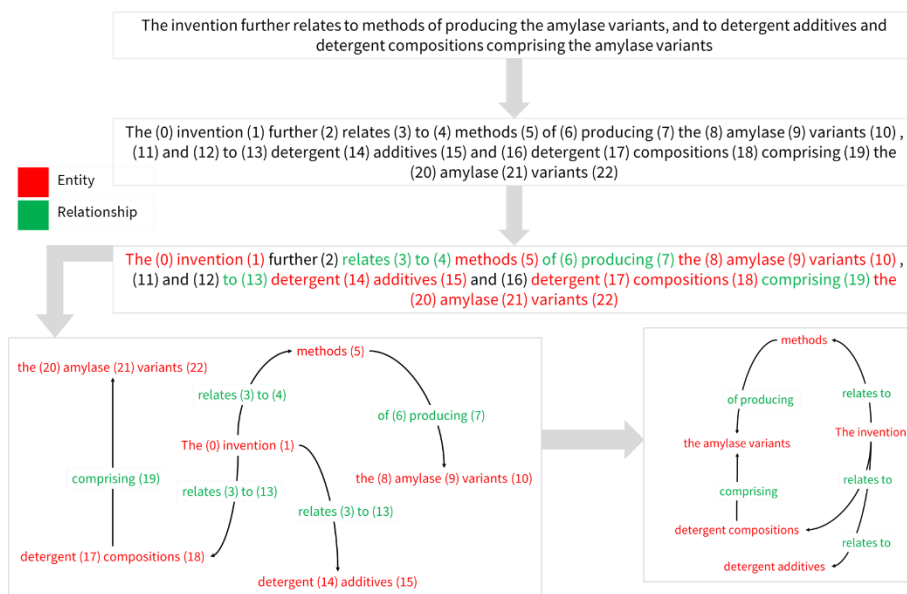 The invention further relates to methods of producing the amylase variants, and to detergent additives and
detergent compositions comprising the amylase variants
The (0) invention (1) further (2) relates (3) to (4) methods (5) of (6) producing (7) the (8) amylase (9) variants (10) ,
(11) and (12) to (13) detergent (14) additives (15) and (16) detergent (17) compositions (18) comprising (19) the
(20) amylase (21) variants (22)
Entity
Relationship
The (0) invention (1) further (2) relates (3) to (4) methods (5) of (6) producing (7) the (8) amylase (9) variants (10) ,
(11) and (12) to (13) detergent (14) additives (15) and (16) detergent (17) compositions (18) comprising (19) the
(20) amylase (21) variants (22)
methods (5)
the (20) amylase (21) variants (22)
relates (3) to (4)
of (6) producing (7)
The (0) invention (1)
comprising (19)
the (8) amylase (9) variants (10)
relates (3) to (13)
relates (3) to (13)
detergent (17) compositions (18)
detergent (14) additives (15)
methods
relates to
of producing
The invention
the amylase variants
relates to
comprising
detergent compositions
relates to
detergent additives